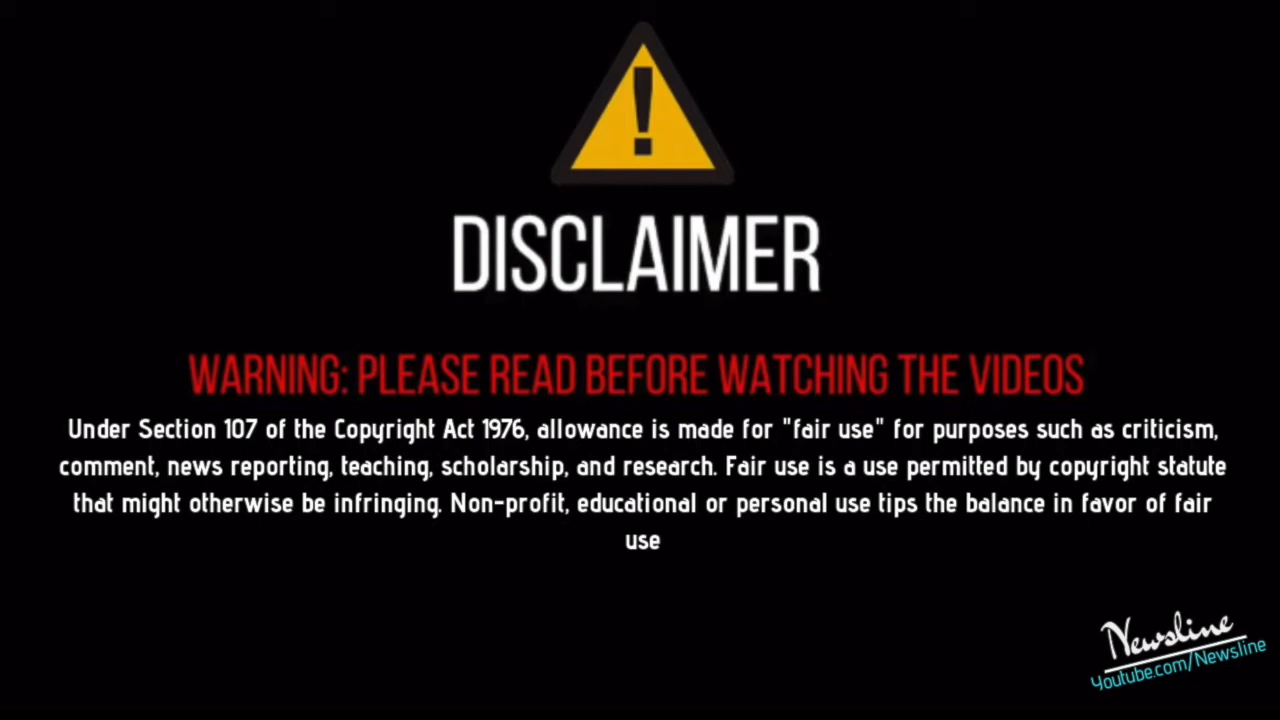 !
DISCLAIMER
WARNING: PLEASE READ BEFORE WATCHING THE VIDEOS
Under Section 107 of the Copyright Act 1976, allowance is made for "fair use" for purposes such as criticism,
comment, news reporting, teaching, scholarship, and research. Fair use is a use permitted by copyright statute
that might otherwise be infringing. Non-profit, educational or personal use tips the balance in favor of fair
use
Newsline
Youtube.com/Newsline